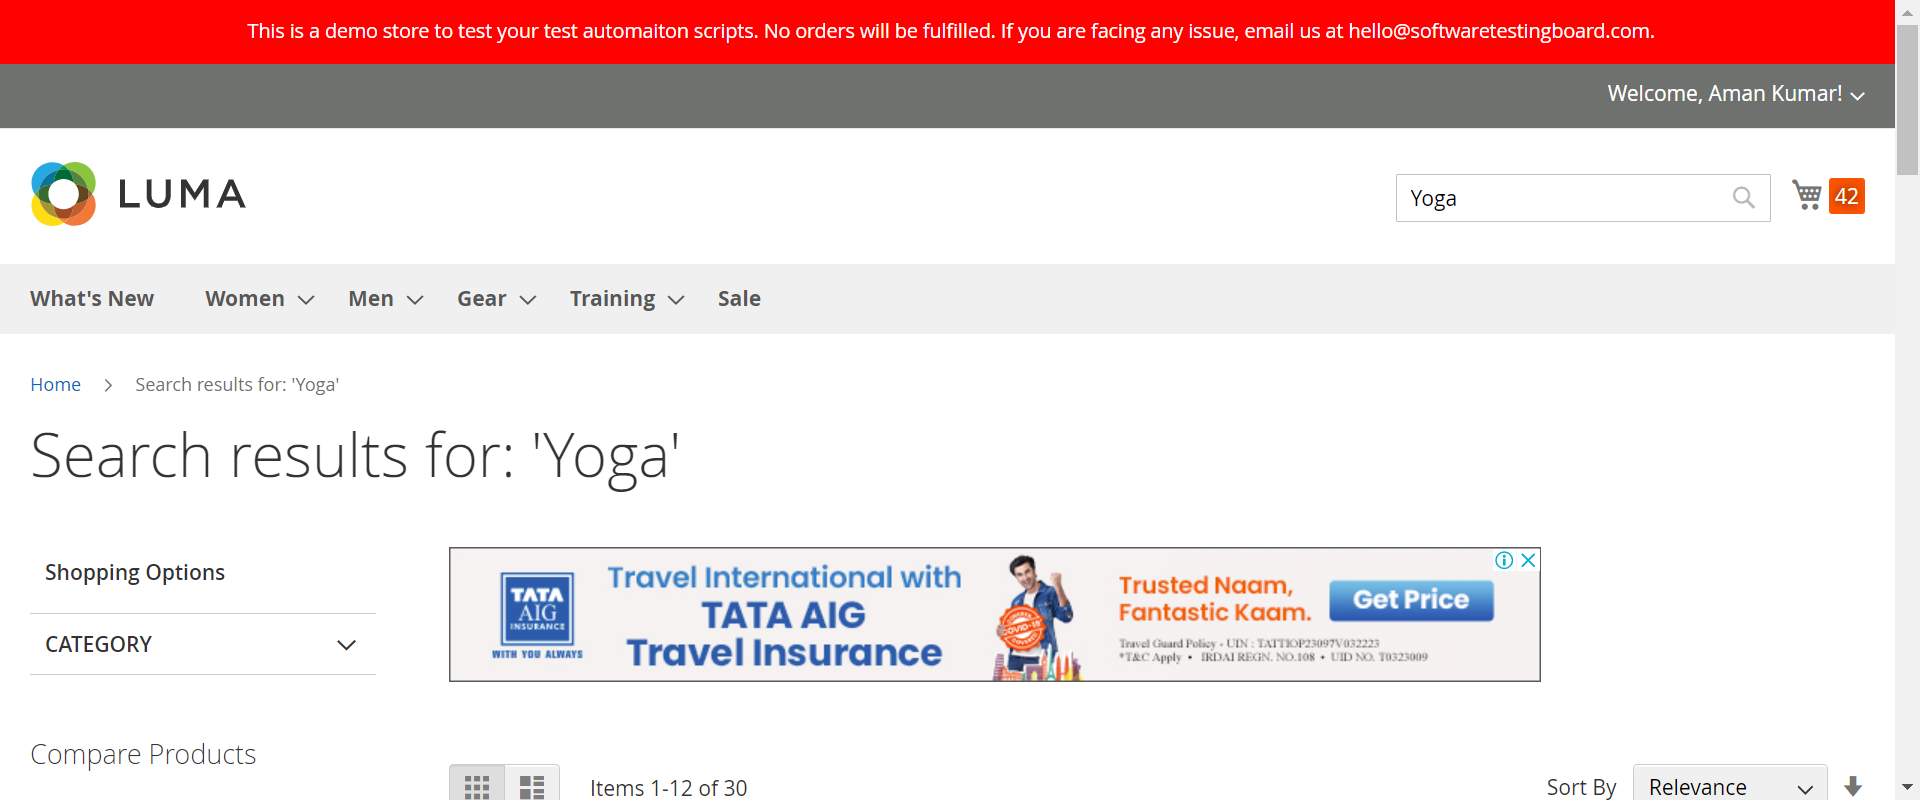 This is a demo store to test your test automaiton scripts. No orders will be fulfilled. If you are facing any issue, email us at hello@softwaretestingboard.com.
Welcome, Aman Kumar!
LUMA
Yoga
42
What's New Women Men Gear Training Sale
Home Search results for: 'Yoga'
Search results for: 'Yoga'
Shopping Options
CATEGORY
Compare Products
TATA
AIG
INSURANCE
WITH YOU ALWAYS
Travel International with
TATA AIG
Travel Insurance
COVID-19
Trusted Naam,
Fantastic Kaam.
Get Price
Travel Guard Policy - UIN : TATTIOP23097V032223
*T&C Apply • IRDAI REGN. NO.108 • UID NO. T0323009
Items 1-12 of 30
Sort By Relevance